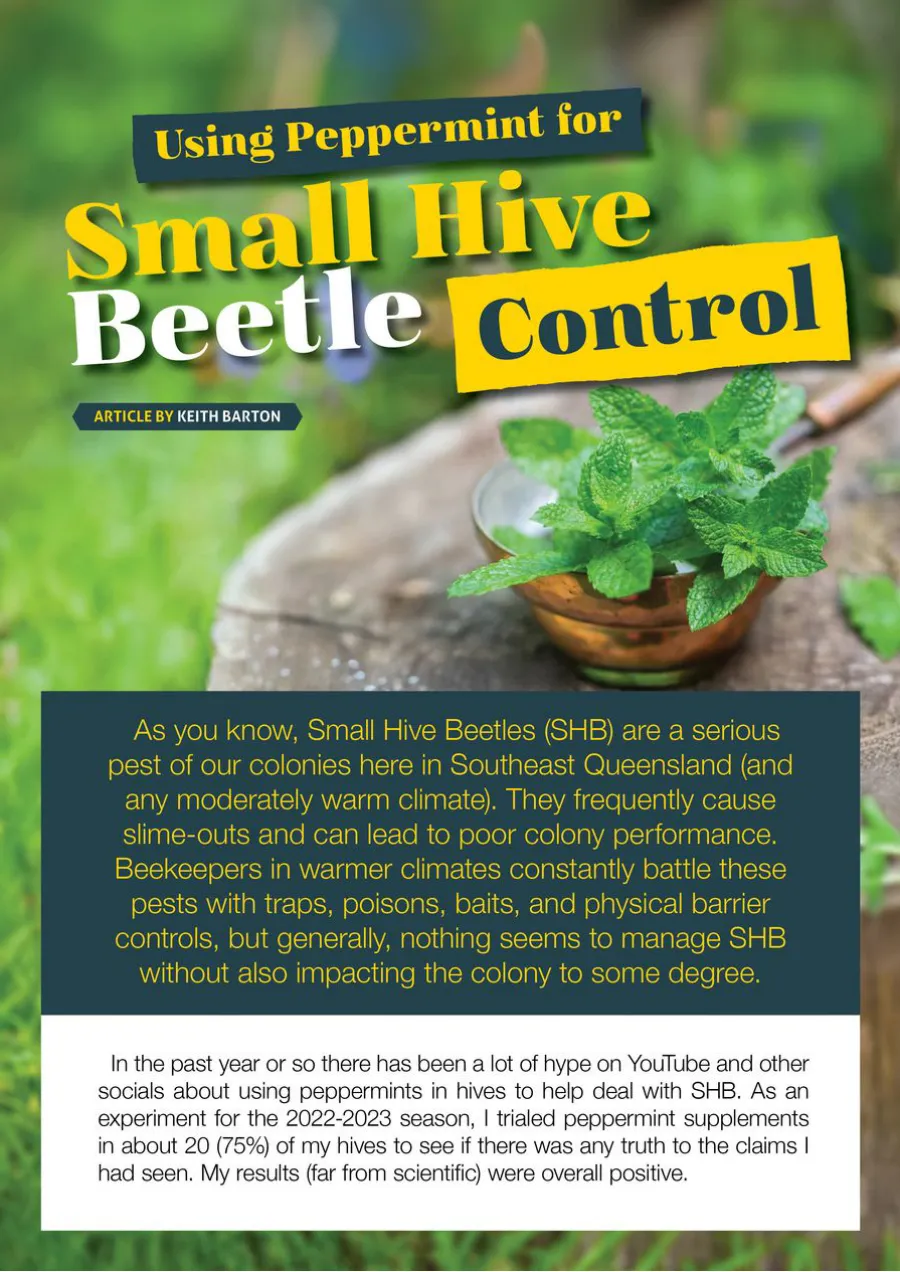 Using Peppermint for
Small Hive
Beetle Control
ARTICLE BY KEITH BARTON
As you know, Small Hive Beetles (SHB) are a serious
pest of our colonies here in Southeast Queensland (and
any moderately warm climate). They frequently cause
slime-outs and can lead to poor colony performance.
Beekeepers in warmer climates constantly battle these
pests with traps, poisons, baits, and physical barrier
controls, but generally, nothing seems to manage SHB
without also impacting the colony to some degree.
In the past year or so there has been a lot of hype on YouTube and other
socials about using peppermints in hives to help deal with SHB. As an
experiment for the 2022-2023 season, I trialed peppermint supplements
in about 20 (75%) of my hives to see if there was any truth to the claims I
had seen. My results (far from scientific) were overall positive.